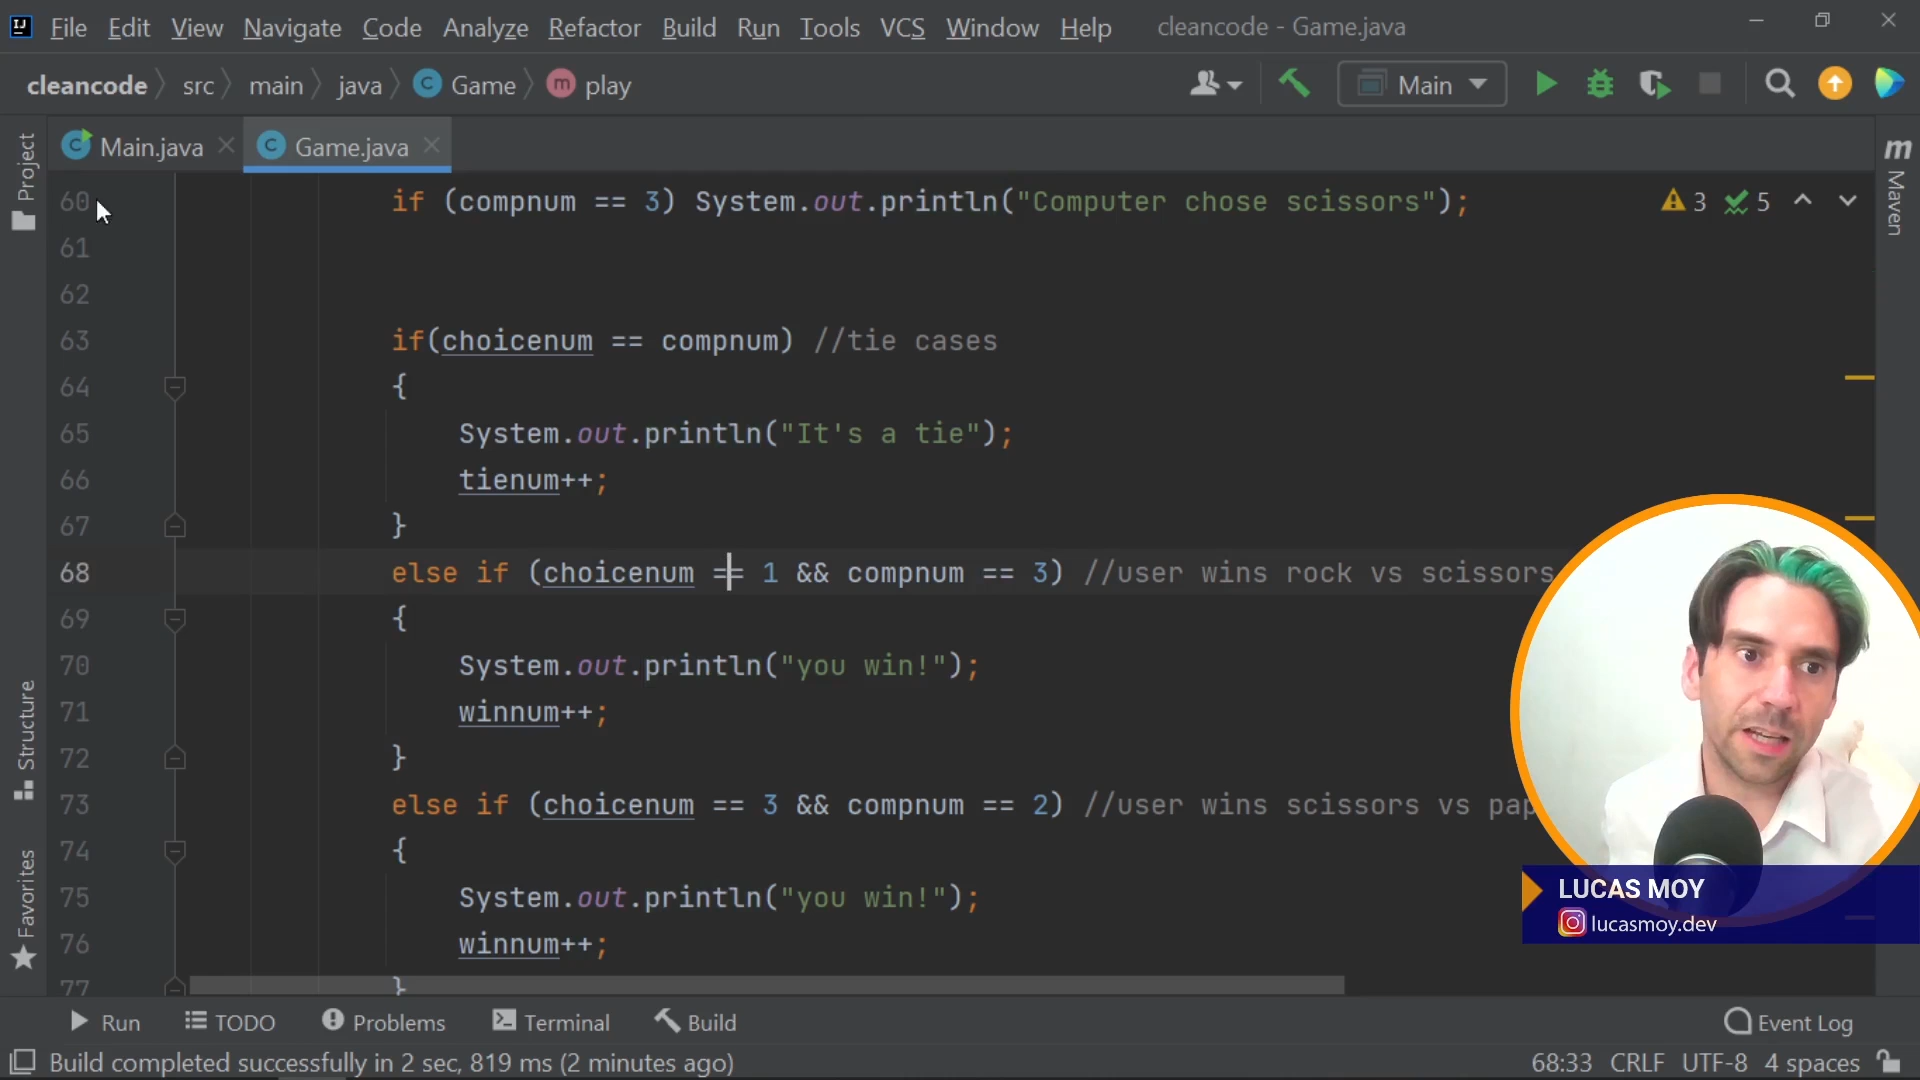 File Edit View Navigate Code Analyze Refactor Build Run Tools VCS Window Help cleancode - Game.java
cleancode src main java Game play Main
Main.java Game.java
60 if (compnum == 3) System.out.println("Computer chose scissors"); 3 5
61
62
63 if(choicenum == compnum) //tie cases
64 {
65 System.out.println("It's a tie");
66 tienum++;
67 }
68 else if (choicenum == 1 && compnum == 3) //user wins rock vs scissors
69 {
70 System.out.println("you win!");
71 winnum++;
72 }
73 else if (choicenum == 3 && compnum == 2) //user wins scissors vs pap
74 {
75 System.out.println("you win!");
76 winnum++;
77 }
Project
Structure
Favorites
Maven
LUCAS MOY
lucasmoy.dev
Run TODO Problems Terminal Build Event Log
Build completed successfully in 2 sec, 819 ms (2 minutes ago) 68:33 CRLF UTF-8 4 spaces